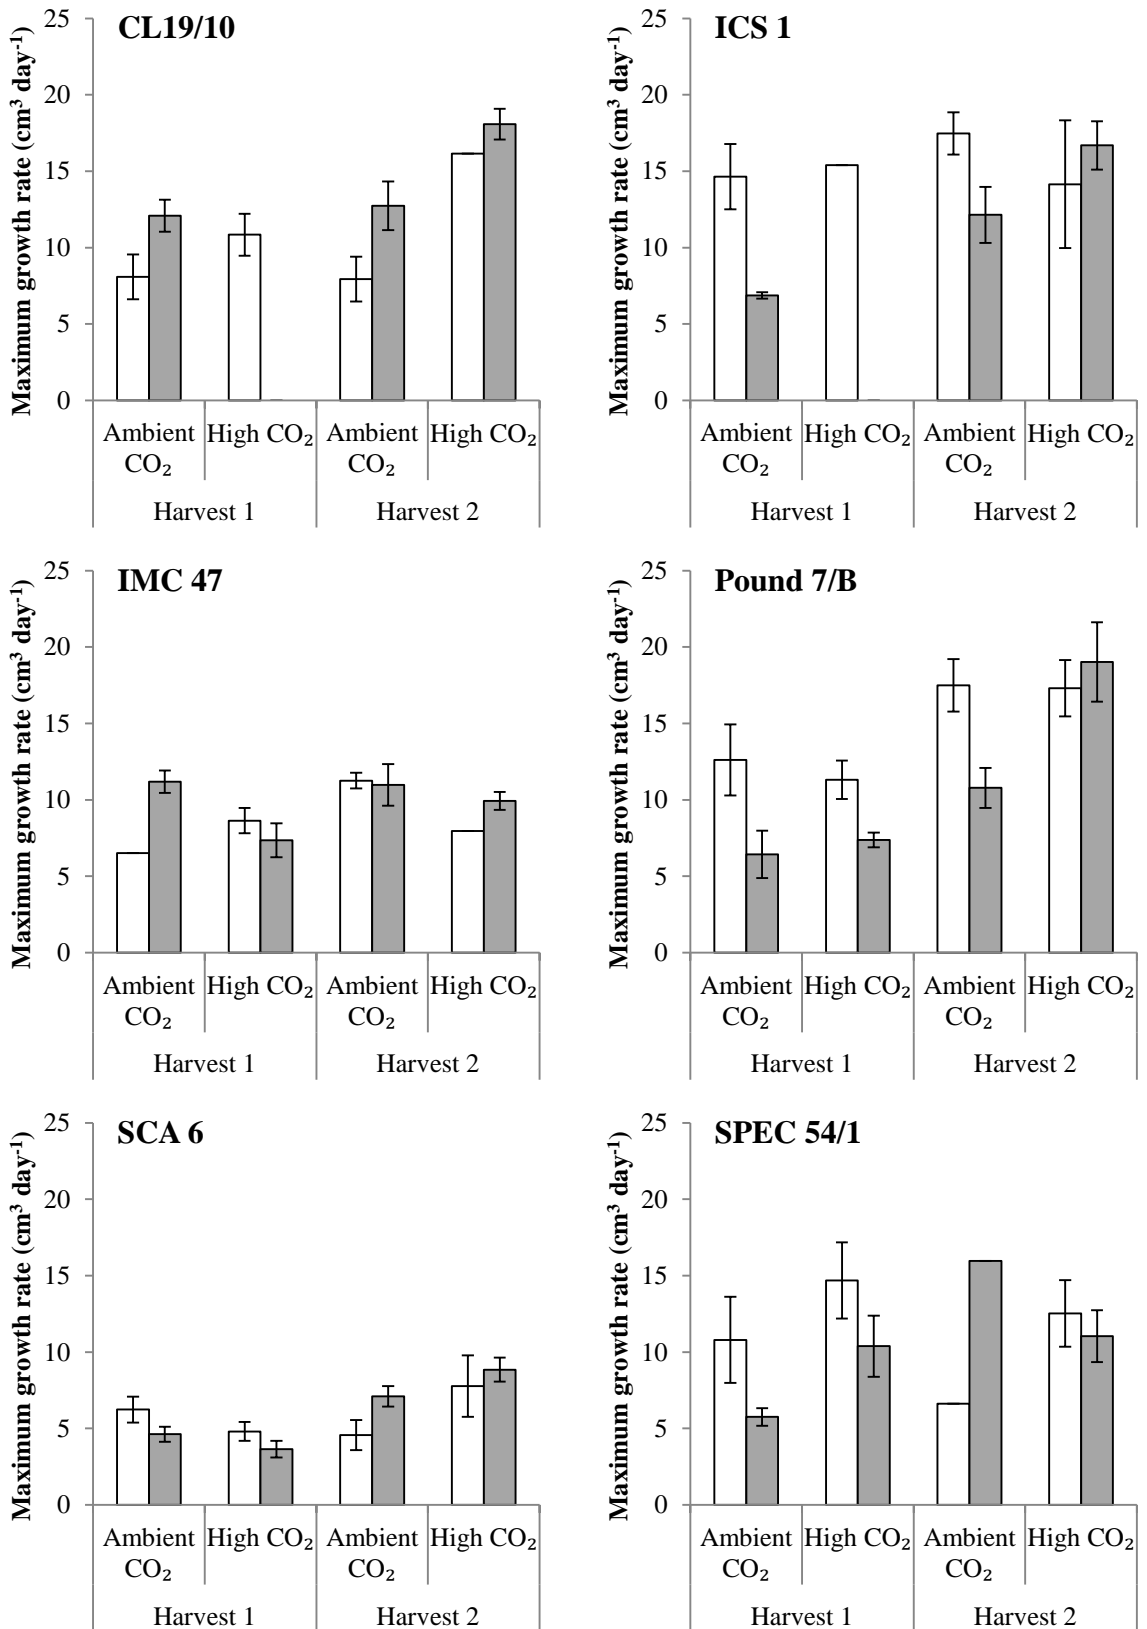 CL19/10
Maximum growth rate (cm³ day⁻¹)
25
20
15
10
5
0
Ambient CO₂
High CO₂
Ambient CO₂
High CO₂
Harvest 1
Harvest 2
ICS 1
Maximum growth rate (cm³ day⁻¹)
25
20
15
10
5
0
Ambient CO₂
High CO₂
Ambient CO₂
High CO₂
Harvest 1
Harvest 2
IMC 47
Maximum growth rate (cm³ day⁻¹)
25
20
15
10
5
0
Ambient CO₂
High CO₂
Ambient CO₂
High CO₂
Harvest 1
Harvest 2
Pound 7/B
Maximum growth rate (cm³ day⁻¹)
25
20
15
10
5
0
Ambient CO₂
High CO₂
Ambient CO₂
High CO₂
Harvest 1
Harvest 2
SCA 6
Maximum growth rate (cm³ day⁻¹)
25
20
15
10
5
0
Ambient CO₂
High CO₂
Ambient CO₂
High CO₂
Harvest 1
Harvest 2
SPEC 54/1
Maximum growth rate (cm³ day⁻¹)
25
20
15
10
5
0
Ambient CO₂
High CO₂
Ambient CO₂
High CO₂
Harvest 1
Harvest 2